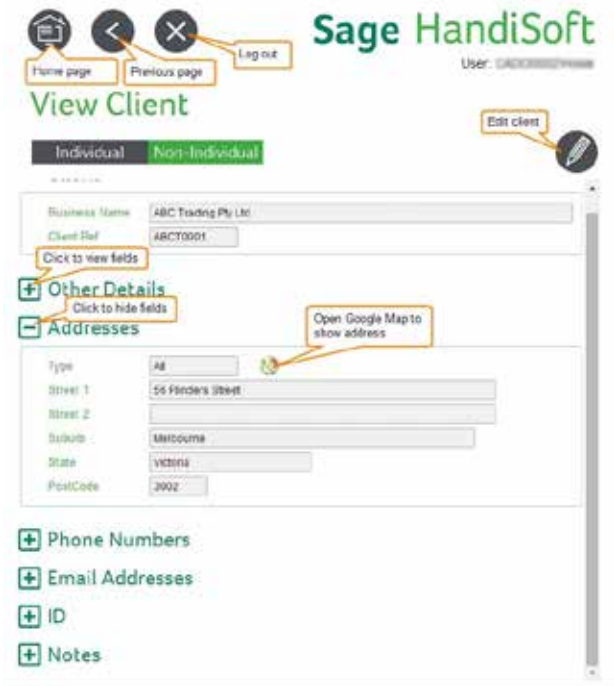 Sage HandiSoft
Log out
Home page
Previous page
User:
View Client
Edit client
Individual Non-Individual
Business Name ABC Trading Pty Ltd
Client Ref ABCT0001
Click to view fields
Other Details
Click to hide fields
Addresses
Open Google Map to
show address
Type All
Street 1 56 Flinders Street
Street 2
Suburb Melbourne
State Victoria
PostCode 3002
Phone Numbers
Email Addresses
ID
Notes